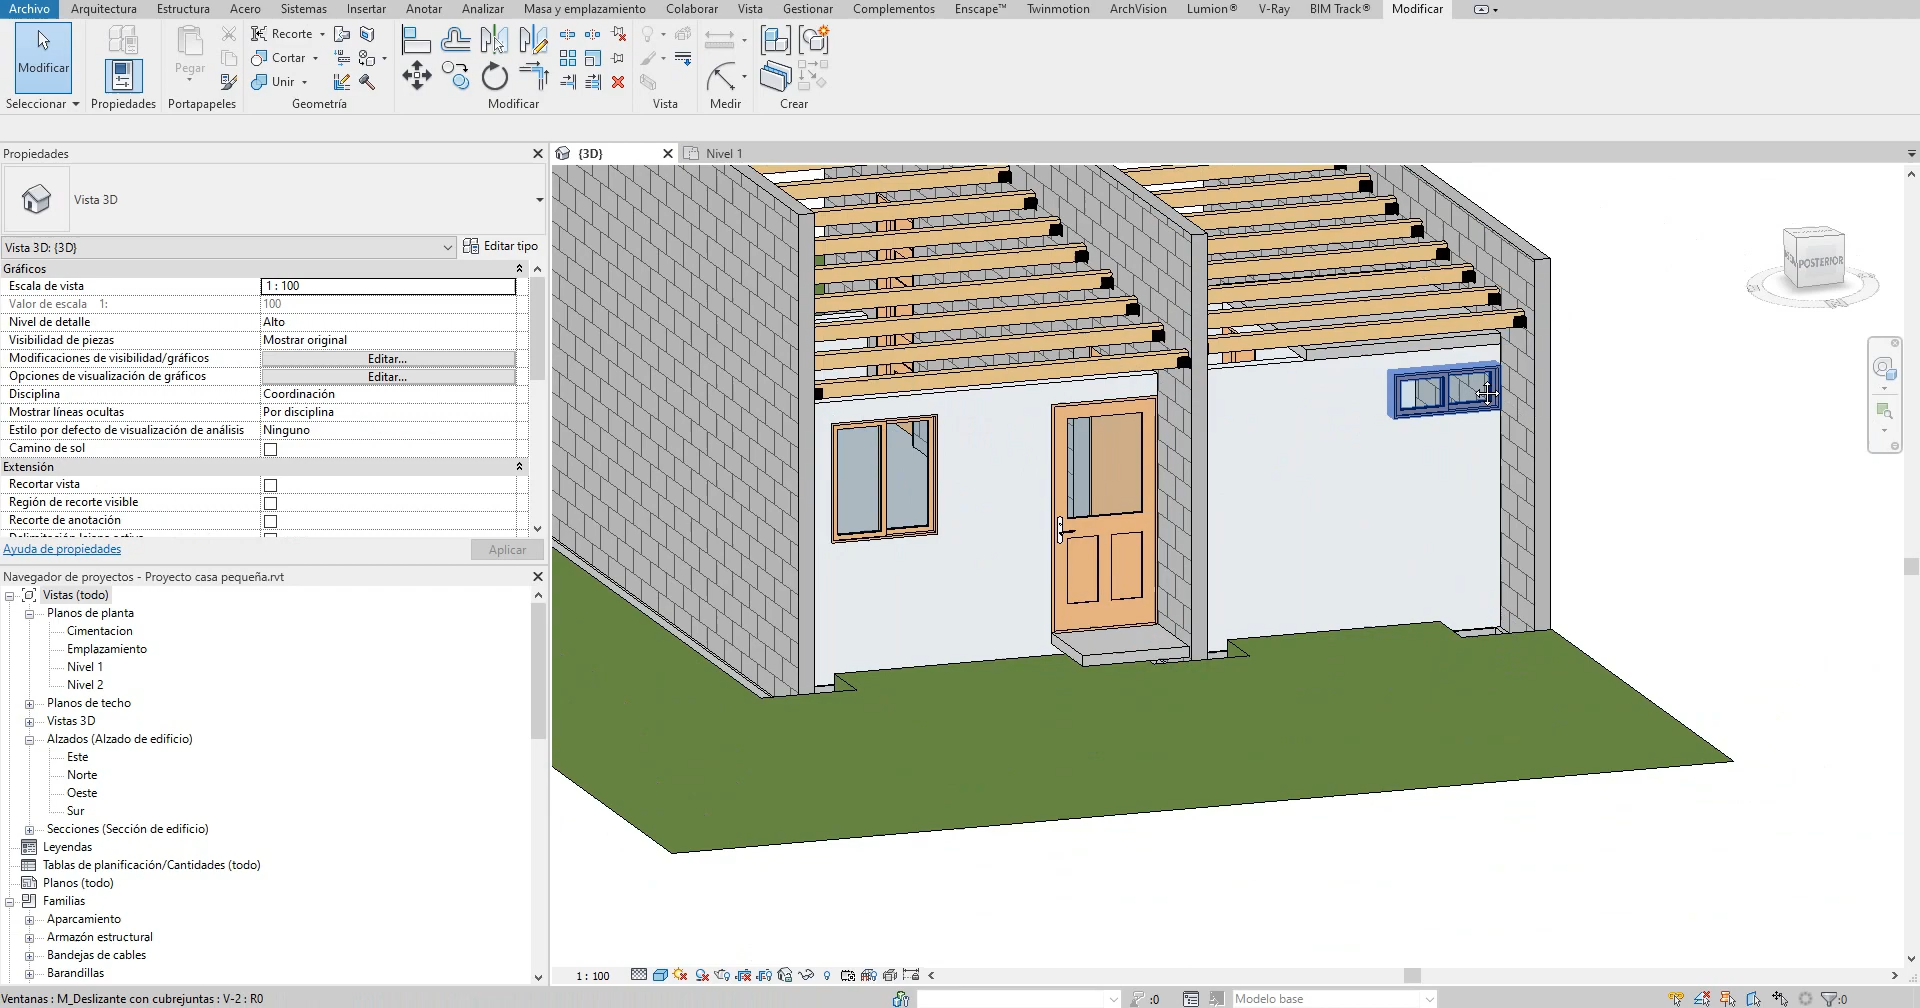 Archivo Arquitectura Estructura Acero Sistemas Insertar Anotar Analizar Masa y emplazamiento Colaborar Vista Gestionar Complementos Enscape™ Twinmotion ArchVision Lumion® V-Ray BIM Track® Modificar
Modificar
Pegar
Recorte
Cortar
Unir
Seleccionar Propiedades Portapapeles Geometría Modificar Vista Medir Crear
Propiedades
{3D}
Nivel 1
Vista 3D
Vista 3D: {3D}
Editar tipo
Gráficos
Escala de vista 1 : 100
Valor de escala 1: 100
Nivel de detalle Alto
Visibilidad de piezas Mostrar original
Modificaciones de visibilidad/gráficos Editar...
Opciones de visualización de gráficos Editar...
Disciplina Coordinación
Mostrar líneas ocultas Por disciplina
Estilo por defecto de visualización de análisis Ninguno
Camino de sol
Extensión
Recortar vista
Región de recorte visible
Recorte de anotación
Ayuda de propiedades
Aplicar
POSTERIOR
Navegador de proyectos - Proyecto casa pequeña.rvt
Vistas (todo)
Planos de planta
Cimentacion
Emplazamiento
Nivel 1
Nivel 2
Planos de techo
Vistas 3D
Alzados (Alzado de edificio)
Este
Norte
Oeste
Sur
Secciones (Sección de edificio)
Leyendas
Tablas de planificación/Cantidades (todo)
Planos (todo)
Familias
Aparcamiento
Armazón estructural
Bandejas de cables
Barandillas
1 : 100
Ventanas : M_Deslizante con cubrejuntas : V-2 : R0
:0
Modelo base
:0